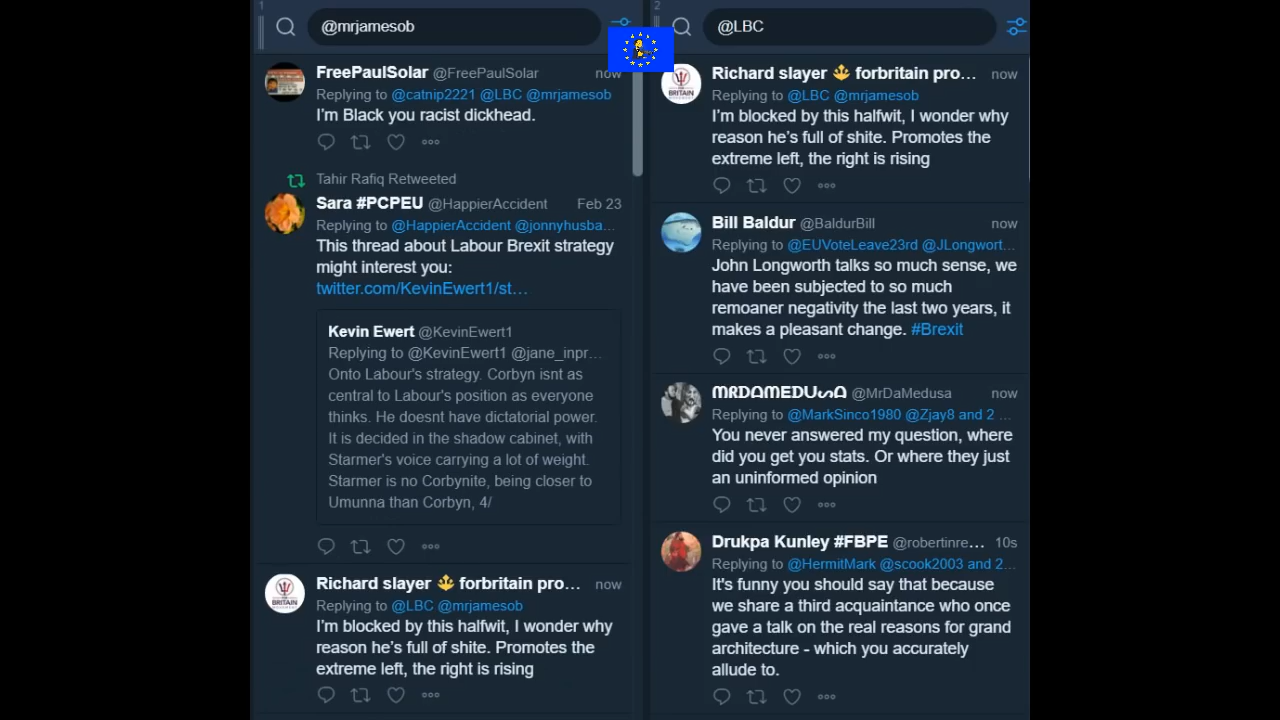 1
@mrjamesob
FreePaulSolar @FreePaulSolar now
Replying to @catnip2221 @LBC @mrjamesob
I'm Black you racist dickhead.
Tahir Rafiq Retweeted
Sara #PCPEU @HappierAccident Feb 23
Replying to @HappierAccident @jonnyhusba...
This thread about Labour Brexit strategy
might interest you:
twitter.com/KevinEwert1/st...
Kevin Ewert @KevinEwert1
Replying to @KevinEwert1 @jane_inpr...
Onto Labour's strategy. Corbyn isnt as
central to Labour's position as everyone
thinks. He doesnt have dictatorial power.
It is decided in the shadow cabinet, with
Starmer's voice carrying a lot of weight.
Starmer is no Corbynite, being closer to
Umunna than Corbyn, 4/
BRITAIN
Richard slayer forbritain pro... now
Replying to @LBC @mrjamesob
I'm blocked by this halfwit, I wonder why
reason he's full of shite. Promotes the
extreme left, the right is rising
2
@LBC
BRITAIN
Richard slayer forbritain pro... now
Replying to @LBC @mrjamesob
I'm blocked by this halfwit, I wonder why
reason he's full of shite. Promotes the
extreme left, the right is rising
Bill Baldur @BaldurBill now
Replying to @EUVoteLeave23rd @JLongwort...
John Longworth talks so much sense, we
have been subjected to so much
remoaner negativity the last two years, it
makes a pleasant change. #Brexit
ᗰᖇᗪᗩᗰᗴᗪᑌᔕᗩ @MrDaMedusa now
Replying to @MarkSinco1980 @Zjay8 and 2 ...
You never answered my question, where
did you get you stats. Or where they just
an uninformed opinion
Drukpa Kunley #FBPE @robertinre... 10s
Replying to @HermitMark @scook2003 and 2...
It's funny you should say that because
we share a third acquaintance who once
gave a talk on the real reasons for grand
architecture - which you accurately
allude to.